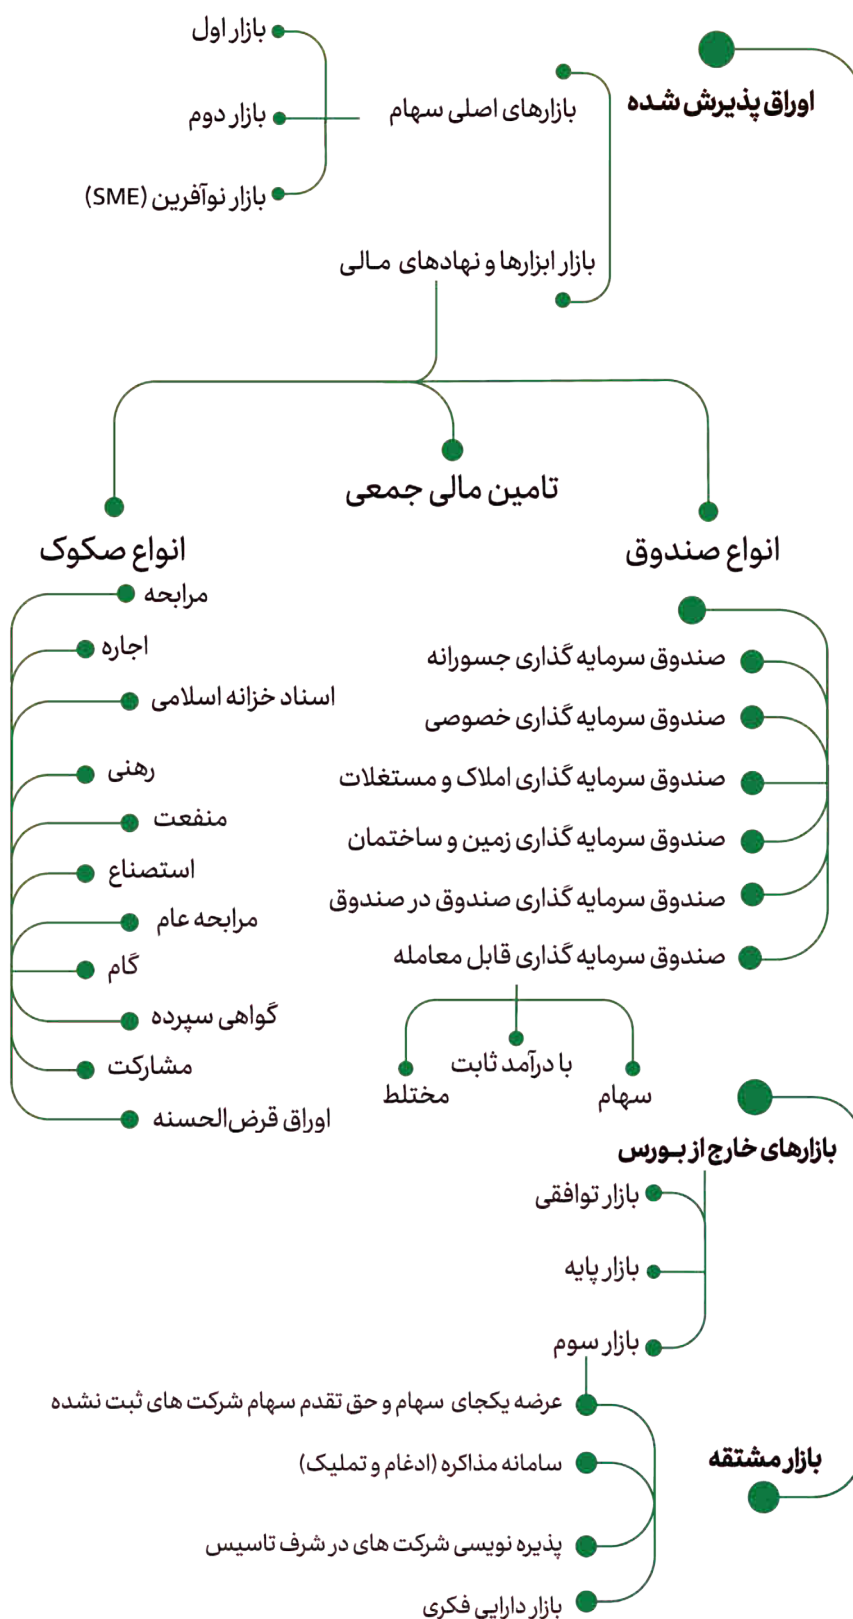 اوراق پذیرش شده
بازارهای اصلی سهام
بازار اول
بازار دوم
بازار نوآفرین (SME)
بازار ابزارها و نهادهای مـالی
انواع صندوق
صندوق سرمایه گذاری جسورانه
صندوق سرمایه گذاری خصوصی
صندوق سرمایه گذاری املاک و مستغلات
صندوق سرمایه گذاری زمین و ساختمان
صندوق سرمایه گذاری صندوق در صندوق
صندوق سرمایه گذاری قابل معامله
سهام
با درآمد ثابت
مختلط
تامین مالی جمعی
انواع صکوک
مرابحه
اجاره
اسناد خزانه اسلامی
رهنی
منفعت
استصناع
مرابحه عام
گام
گواهی سپرده
مشارکت
اوراق قرض‌الحسنه
بازارهای خارج از بـورس
بازار توافقی
بازار پایه
بازار سوم
عرضه یکجای سهام و حق تقدم سهام شرکت های ثبت نشده
سامانه مذاکره (ادغام و تملیک)
پذیره نویسی شرکت های در شرف تاسیس
بازار دارایی فکری
بازار مشتقه